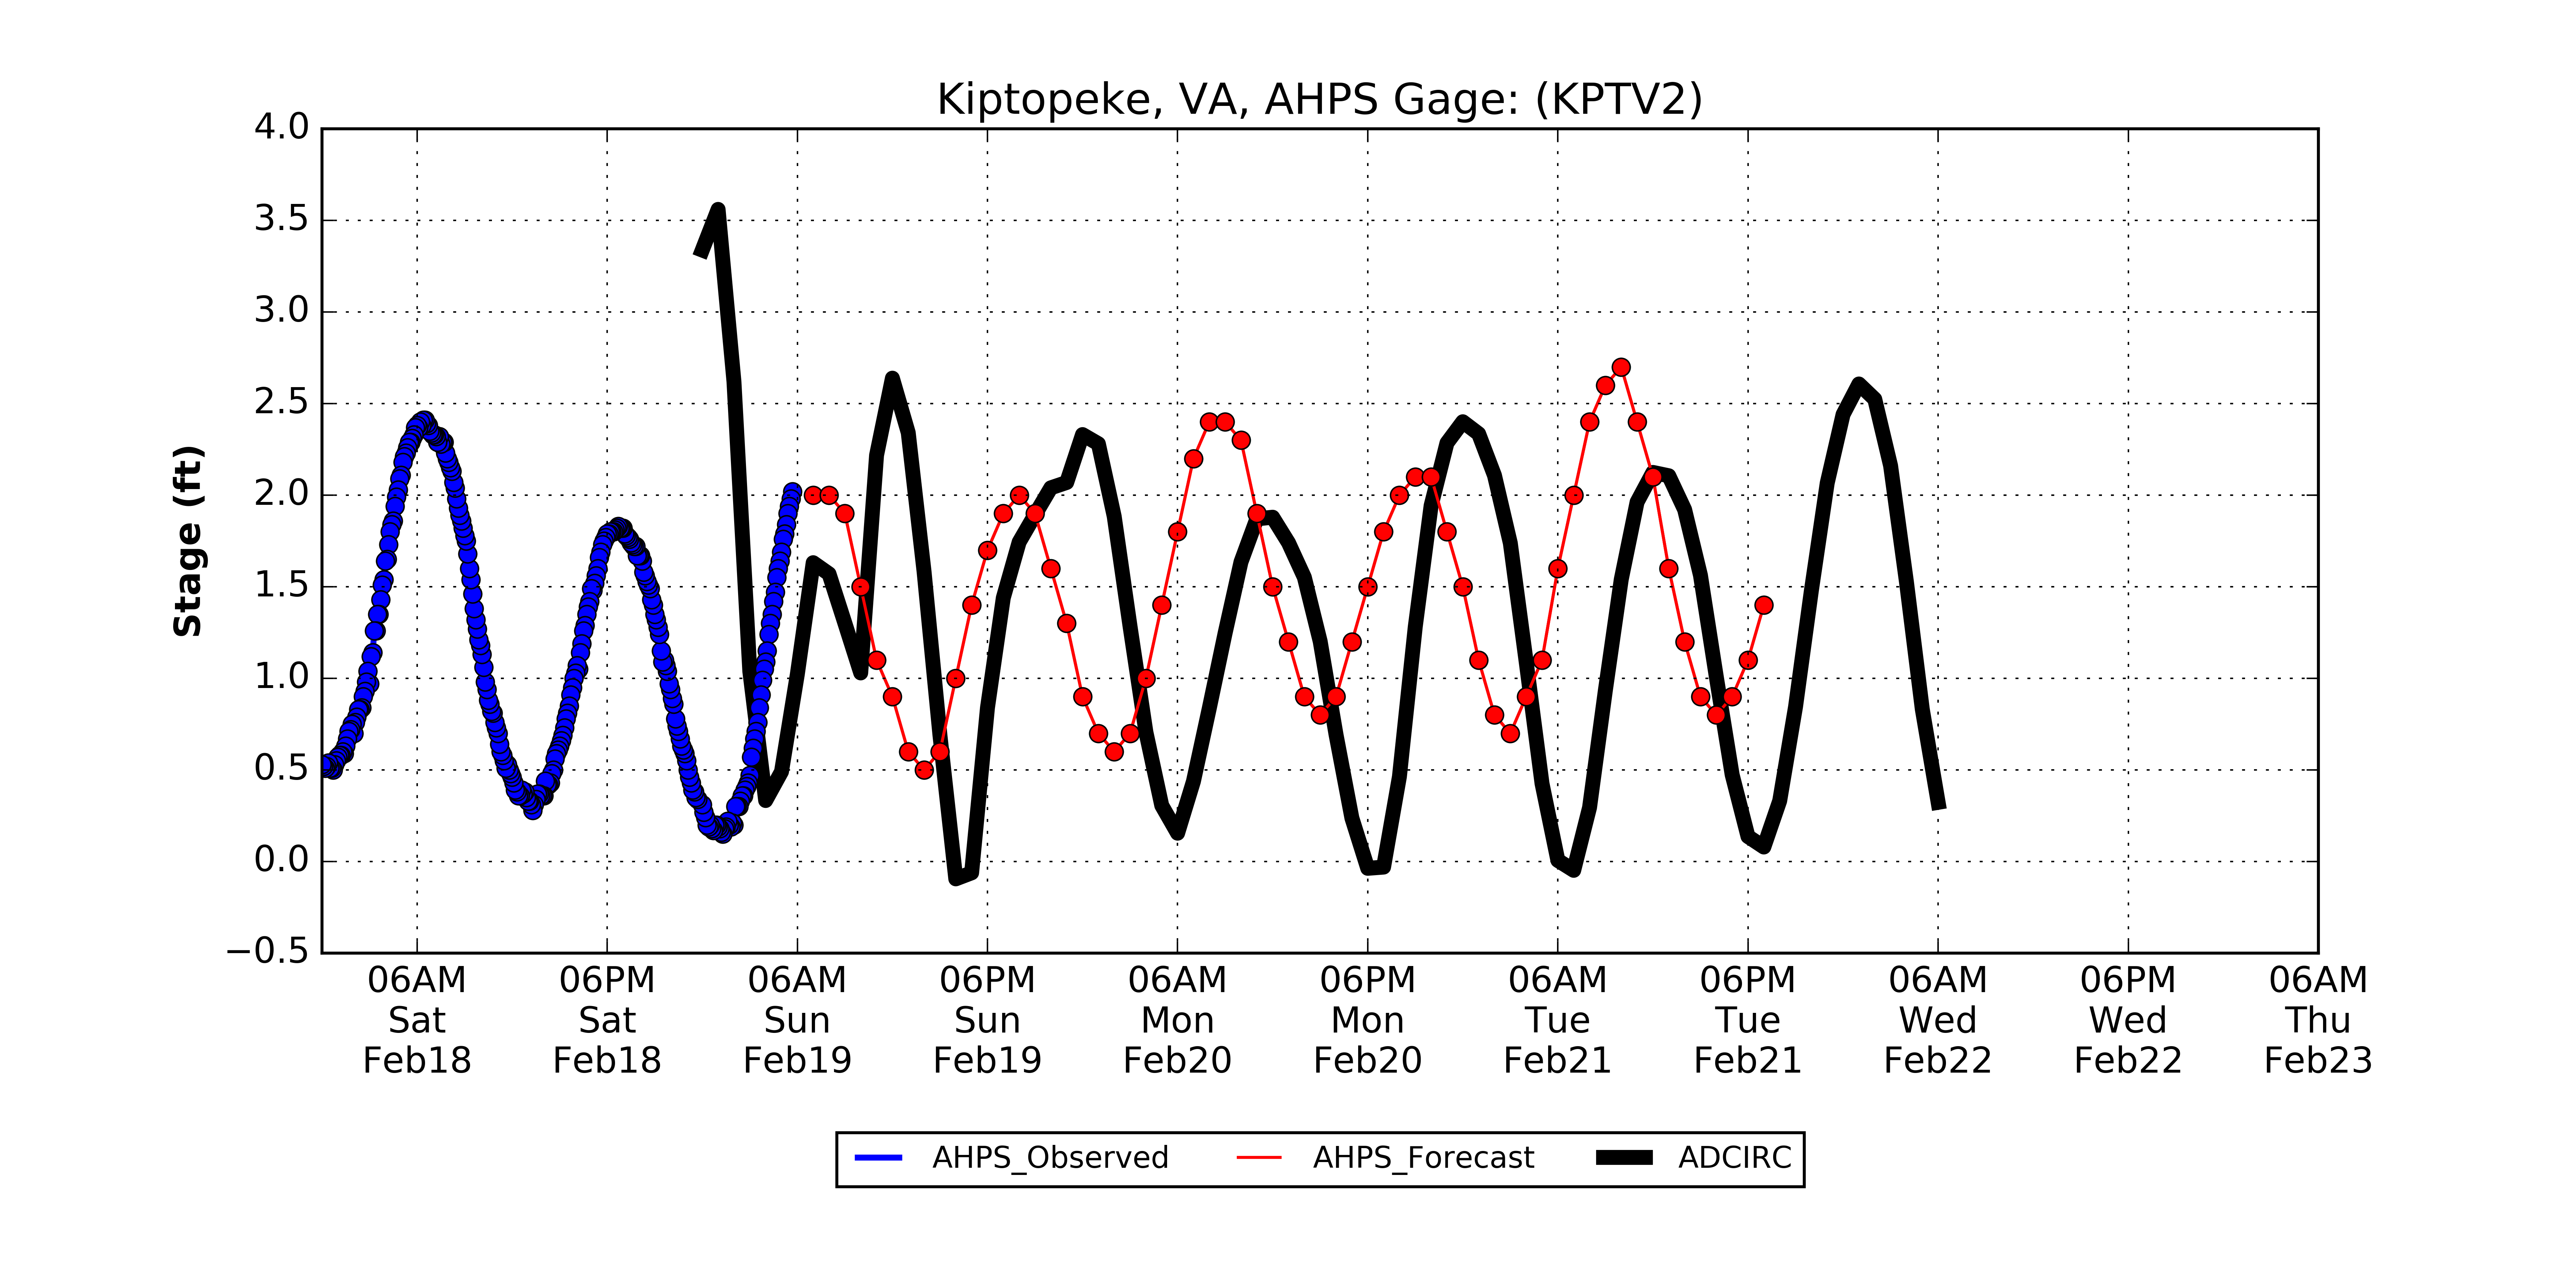 Kiptopeke, VA, AHPS Gage: (KPTV2)
4.0
3.5
3.0
2.5
2.0
1.5
1.0
0.5
0.0
−0.5
Stage (ft)
06AM 06PM 06AM 06PM 06AM 06PM 06AM 06PM 06AM 06PM 06AM
Sat Sat Sun Sun Mon Mon Tue Tue Wed Wed Thu
Feb18 Feb18 Feb19 Feb19 Feb20 Feb20 Feb21 Feb21 Feb22 Feb22 Feb23
AHPS_Observed AHPS_Forecast ADCIRC